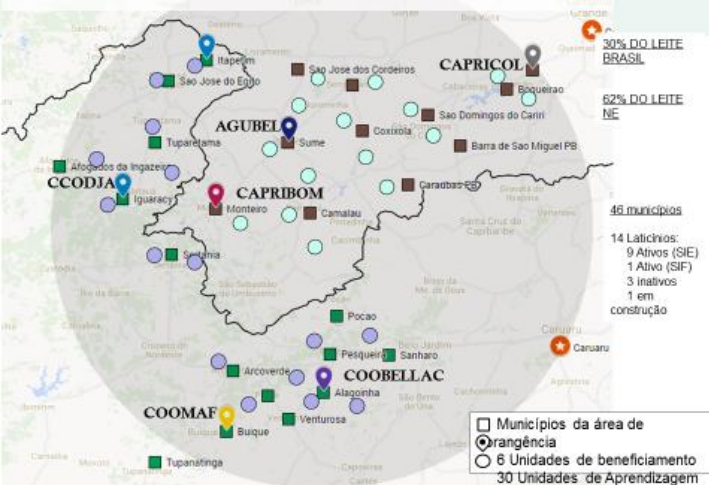 Itapetim
Sao Jose do Egito
Sao Jose dos Cordeiros
CAPRICOL
Boqueirao
AGUBEL
Sume
Coxixola
Sao Domingos do Cariri
Barra de Sao Miguel PB
Tuparetama
Afogados da Ingazeira
CCODJA
Iguaracy
CAPRIBOM
Monteiro
Camalau
Caraubas PB
Sertania
Pocao
Pesqueira
Sanharo
Arcoverde
COOBELLAC
Alagoinha
COOMAF
Buique
Venturosa
Tupanatinga
Caruaru
Caruaru
30% DO LEITE
BRASIL
62% DO LEITE
NE
46 municípios
14 Laticínios:
9 Ativos (SIE)
1 Ativo (SIF)
3 inativos
1 em
construção
Municípios da área de
orangência
6 Unidades de beneficiamento
30 Unidades de Aprendizagem